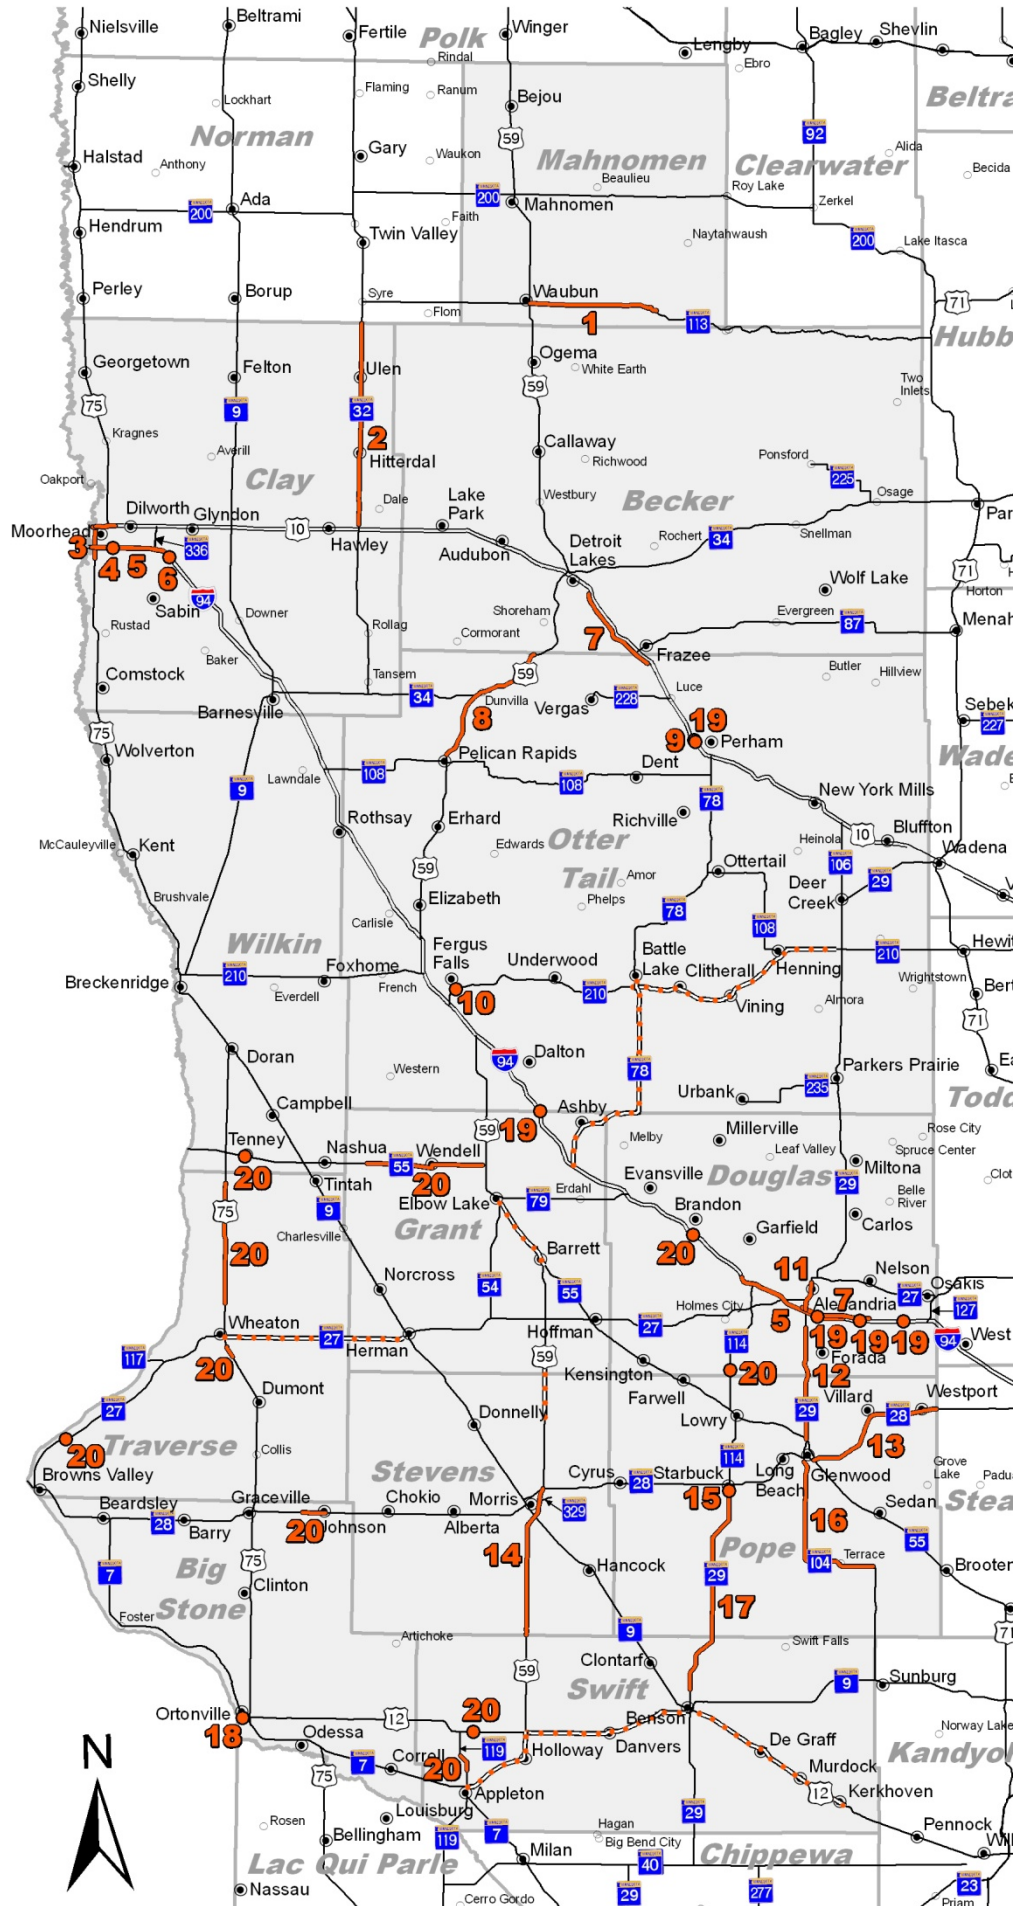 Nielsville
Beltrami
Fertile
Polk
Winger
Rindal
Lengby
Bagley
Shevlin
Ebro
Shelly
Lockhart
Flaming
Ranum
Bejou
Beltra
Norman
59
92
Alida
Halstad
Anthony
Gary
Waukon
Mahnomen
Clearwater
Becida
Beaulieu
Roy Lake
200
Ada
200
Mahnomen
Zerkel
Hendrum
Faith
Twin Valley
Naytahwaush
200
Lake Itasca
Perley
Borup
Syre
Waubun
71
Flom
1
113
Hubb
Georgetown
Felton
Ulen
Ogema
White Earth
59
Two
Inlets
75
9
32
Kragnes
2
Averill
Hitterdal
Callaway
Richwood
Ponsford
Oakport
Clay
225
Osage
Dale
Lake
Park
Westbury
Becker
Par
Moorhead
Dilworth
Glyndon
10
Hawley
Audubon
Detroit
Lakes
Rochert
34
Snellman
3
4
5
6
336
94
71
Sabin
Wolf Lake
Horton
Rustad
Downer
Rollag
Shoreham
Cormorant
7
Evergreen
87
Menah
Baker
Frazee
Comstock
Tansem
59
Butler
Hillview
Barnesville
34
Dunvilla
Vergas
228
Luce
Sebek
227
75
8
19
Wolverton
9
Perham
Wade
Lawndale
108
Pelican Rapids
Dent
9
108
78
New York Mills
Kent
Rothsay
Erhard
Richville
10
Bluffton
McCauleyville
Edwards
Otter
Tail
Heinola
106
Wadena
59
Amor
Ottertail
Deer
Creek
29
Brushvale
Elizabeth
Phelps
78
Carlisle
108
Wilkin
Fergus
Falls
Underwood
Battle
Lake
Clitherall
Henning
210
Hewit
Breckenridge
210
Foxhome
French
Everdell
10
210
Vining
Wrightstown
Bert
Almora
71
Doran
94
Dalton
78
Parkers Prairie
Western
Urbank
235
Ea
Todd
Campbell
59
19
Ashby
Millerville
Rose City
Tenney
Nashua
Wendell
Melby
Leaf Valley
Spruce Center
20
55
20
Evansville
Douglas
Miltona
Clot
Tintah
Elbow Lake
79
Erdahl
29
Belle
River
75
9
Grant
Brandon
Carlos
Charlesville
Garfield
20
Barrett
20
Norcross
54
55
11
Nelson
Osakis
7
27
127
Holmes City
Alexandria
5
Wheaton
27
Herman
Hoffman
27
114
19
19
19
94
West
117
20
59
20
Forada
12
Kensington
Dumont
Farwell
Villard
Westport
27
Donnelly
Lowry
29
28
20
Traverse
Collis
13
Browns Valley
Stevens
Cyrus
28
Starbuck
114
Long
Beach
Glenwood
Grove
Lake
Padua
Beardsley
28
Barry
Graceville
Johnson
Chokio
Alberta
Morris
329
15
Sedan
Stea
20
16
14
Pope
55
7
Big
Stone
75
Hancock
29
104
Terrace
Brooten
Clinton
17
Foster
9
71
Artichoke
Swift Falls
59
Clontarf
9
Sunburg
Swift
Ortonville
18
12
20
Benson
Norway Lake
Odessa
119
Holloway
Danvers
De Graff
N
75
7
Correll
20
Murdock
Kandyoh
Appleton
12
Kerkhoven
Rosen
Louisburg
29
Hagan
Pennock
Bellingham
119
7
Big Bend City
Milan
Will
Lac Qui Parle
40
Chippewa
Nassau
29
277
23
Cerro Gordo
Priam